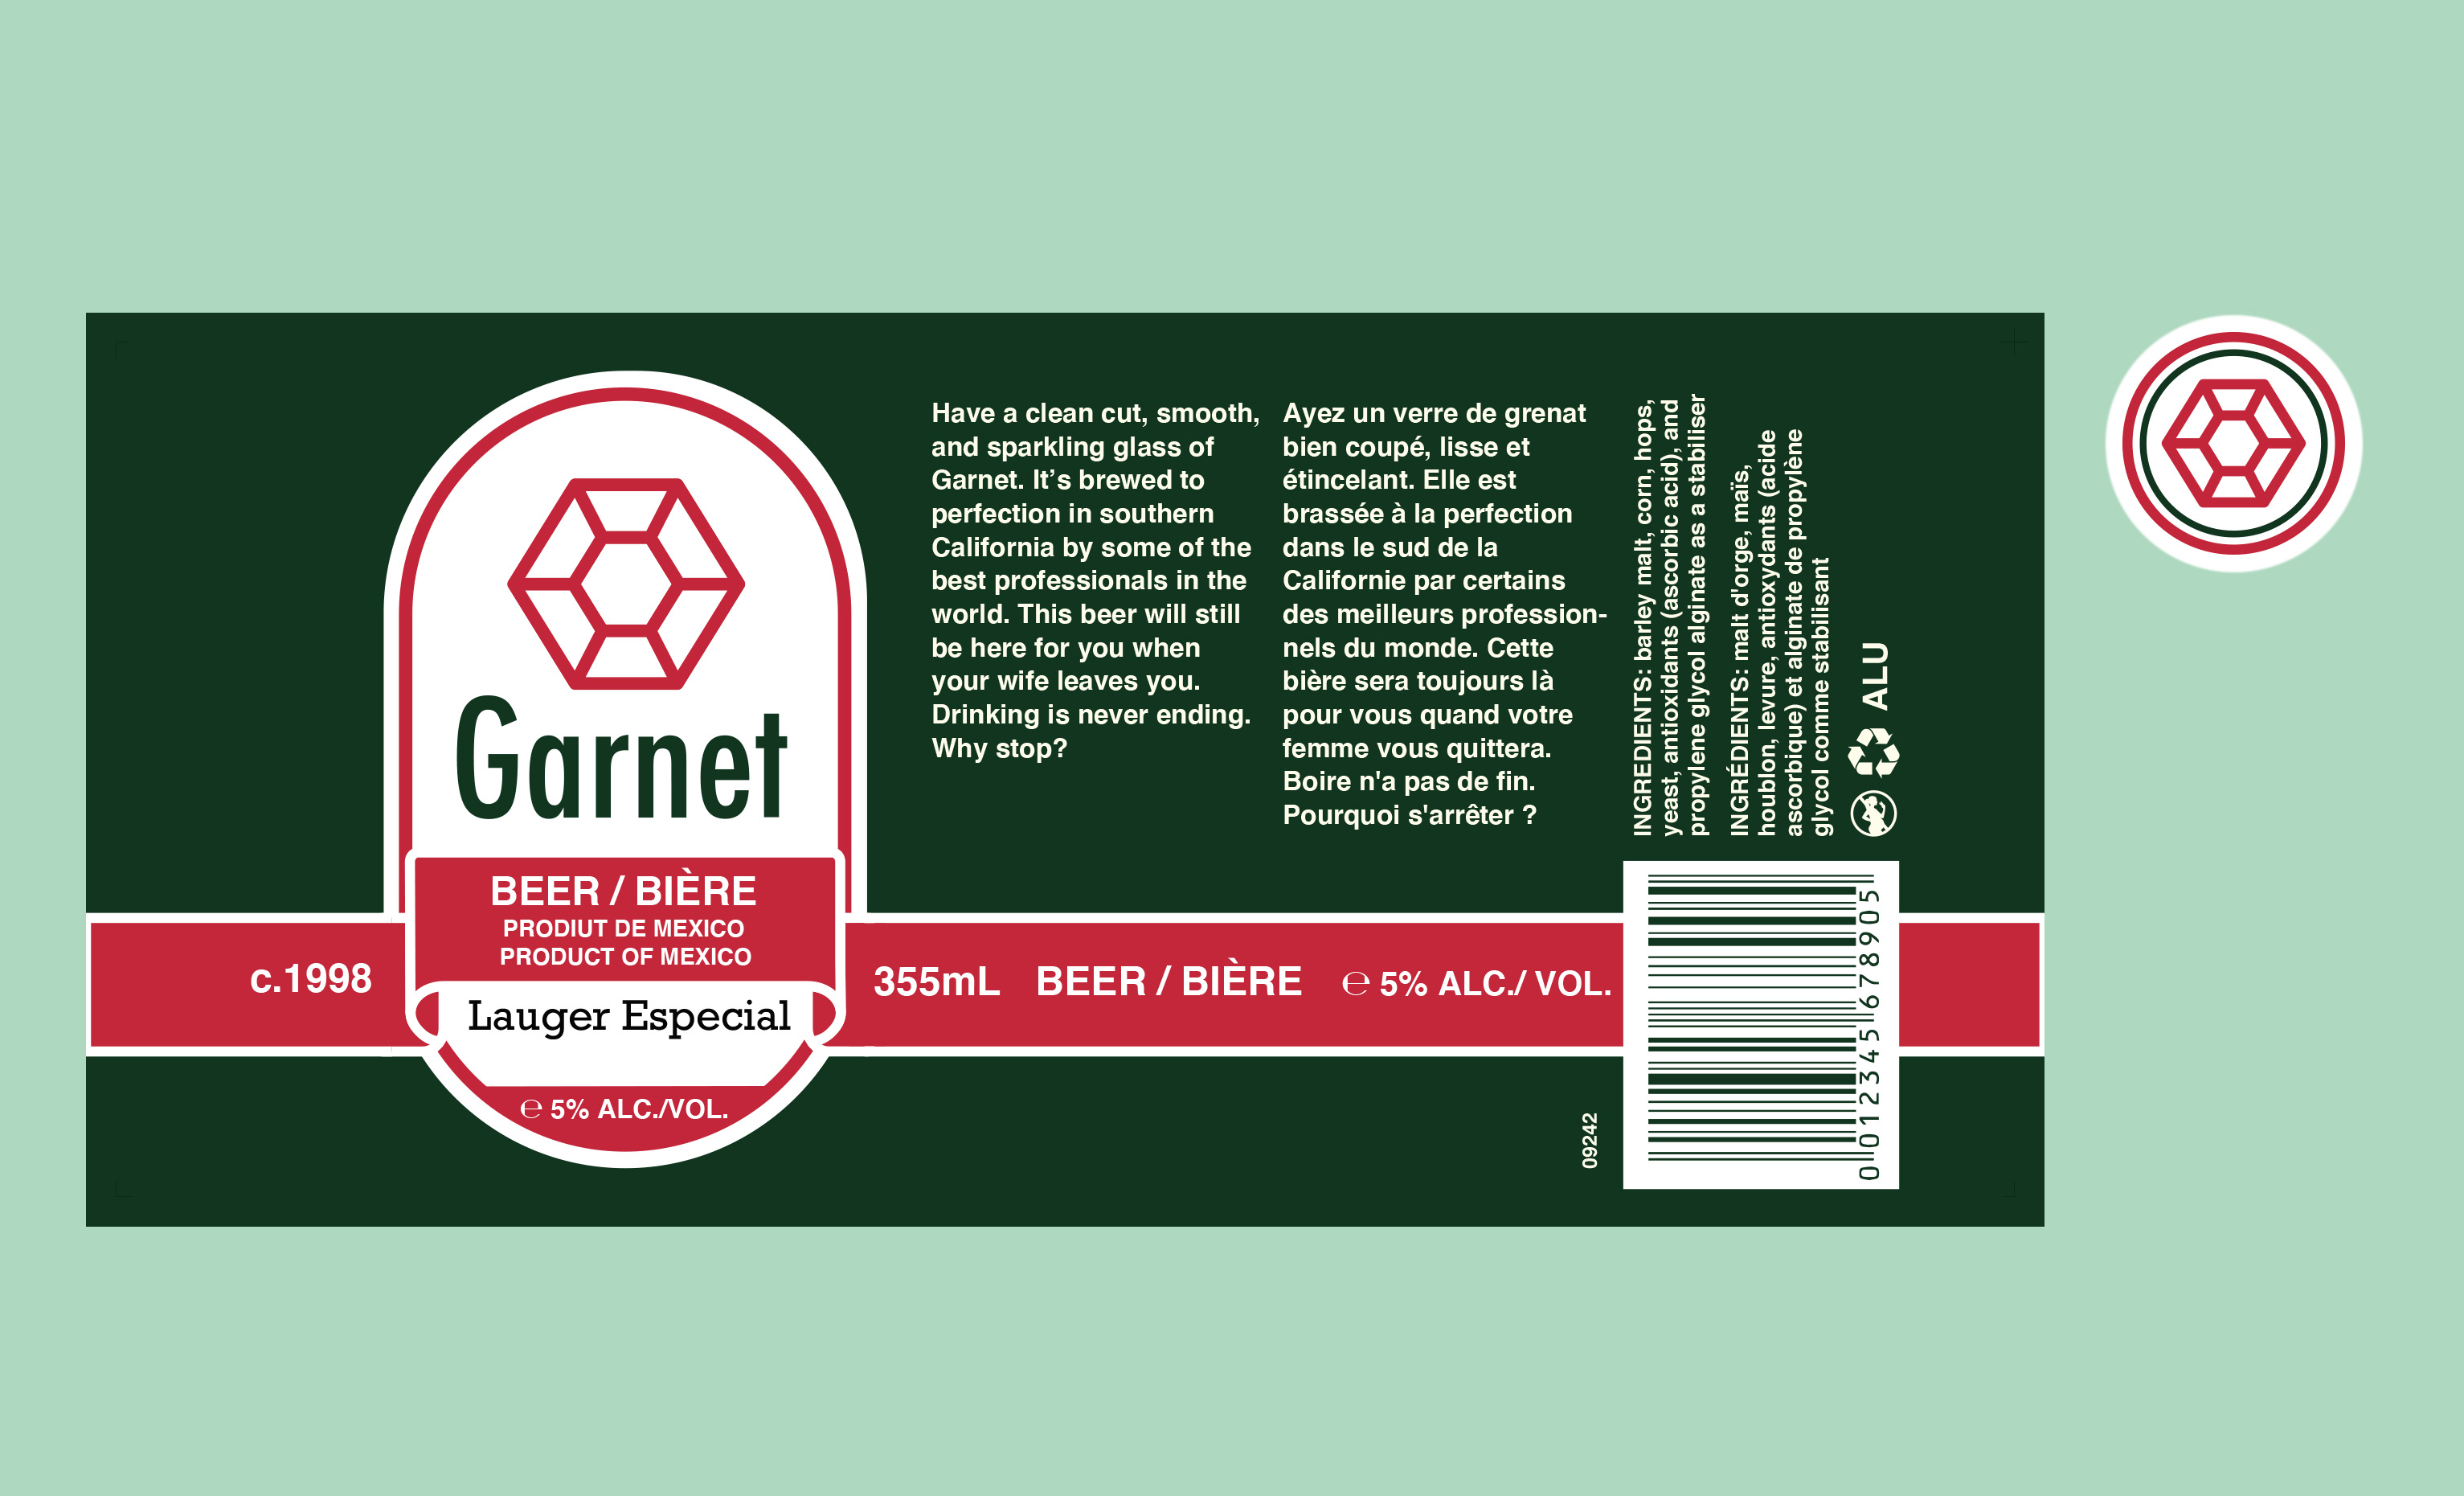 Garnet
BEER / BIÈRE
PRODIUT DE MEXICO
PRODUCT OF MEXICO
c.1998
Lauger Especial
℮ 5% ALC./VOL.
Have a clean cut, smooth,
and sparkling glass of
Garnet. It’s brewed to
perfection in southern
California by some of the
best professionals in the
world. This beer will still
be here for you when
your wife leaves you.
Drinking is never ending.
Why stop?
Ayez un verre de grenat
bien coupé, lisse et
étincelant. Elle est
brassée à la perfection
dans le sud de la
Californie par certains
des meilleurs profession-
nels du monde. Cette
bière sera toujours là
pour vous quand votre
femme vous quittera.
Boire n'a pas de fin.
Pourquoi s'arrêter ?
355mL BEER / BIÈRE ℮ 5% ALC./ VOL.
INGREDIENTS: barley malt, corn, hops,
yeast, antioxidants (ascorbic acid), and
propylene glycol alginate as a stabiliser
INGRÉDIENTS: malt d'orge, maïs,
houblon, levure, antioxydants (acide
ascorbique) et alginate de propylène
glycol comme stabilisant
ALU
09242
0 012345 678905